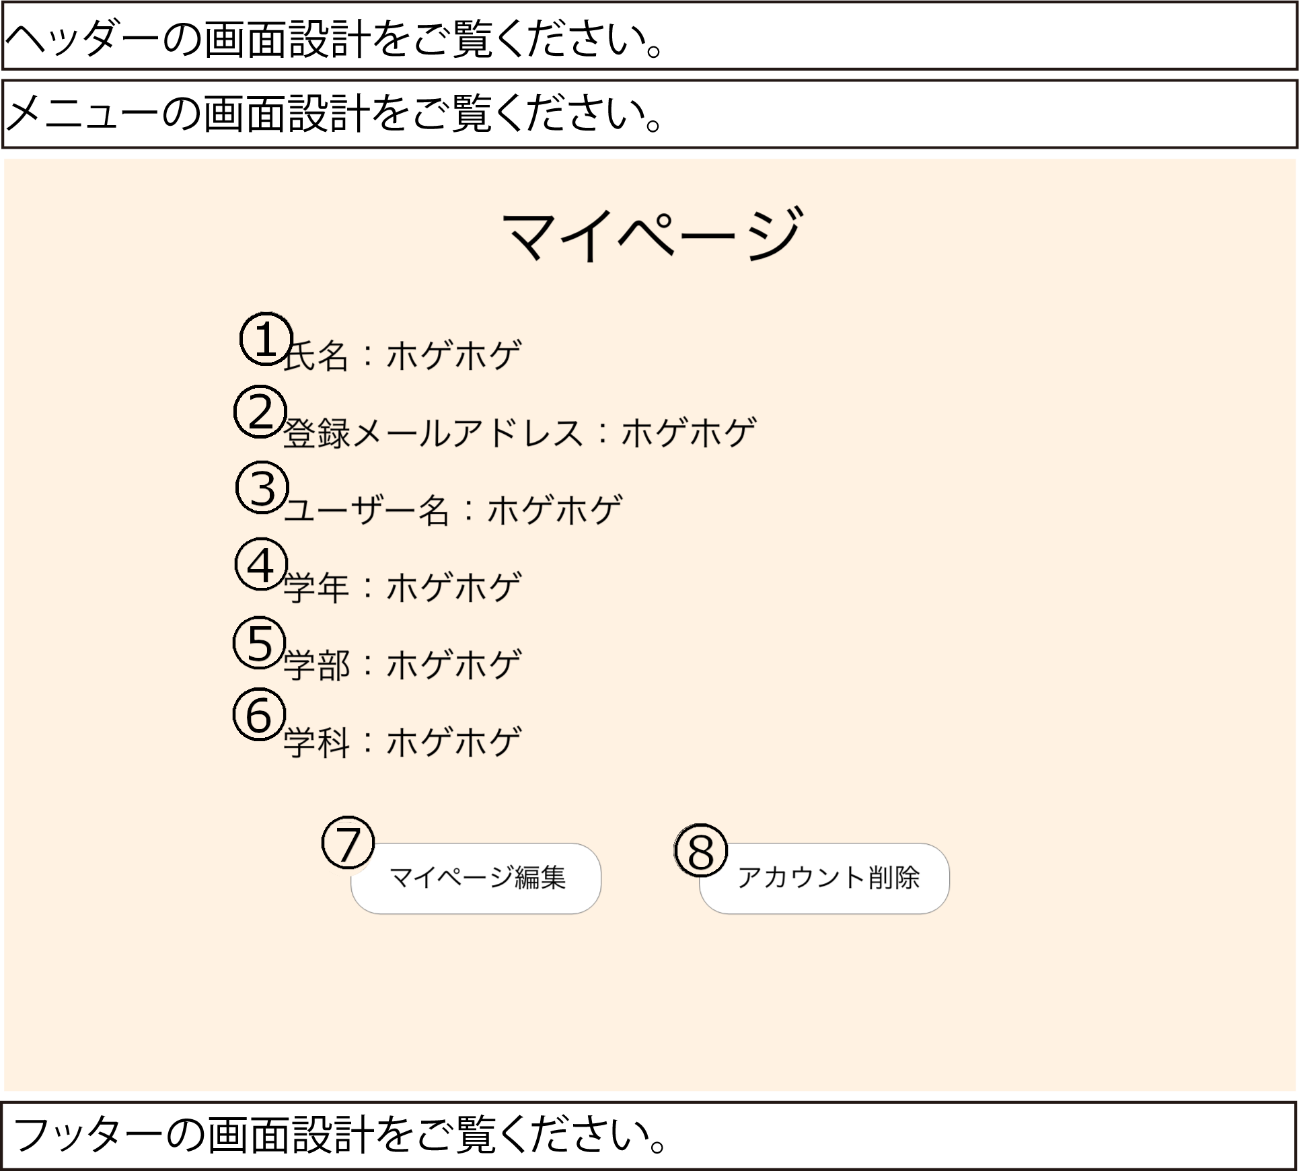 ヘッダーの画面設計をご覧ください。
メニューの画面設計をご覧ください。
マイページ
①氏名：ホゲホゲ
②登録メールアドレス：ホゲホゲ
③ユーザー名：ホゲホゲ
④学年：ホゲホゲ
⑤学部：ホゲホゲ
⑥学科：ホゲホゲ
⑦マイページ編集
⑧アカウント削除
フッターの画面設計をご覧ください。